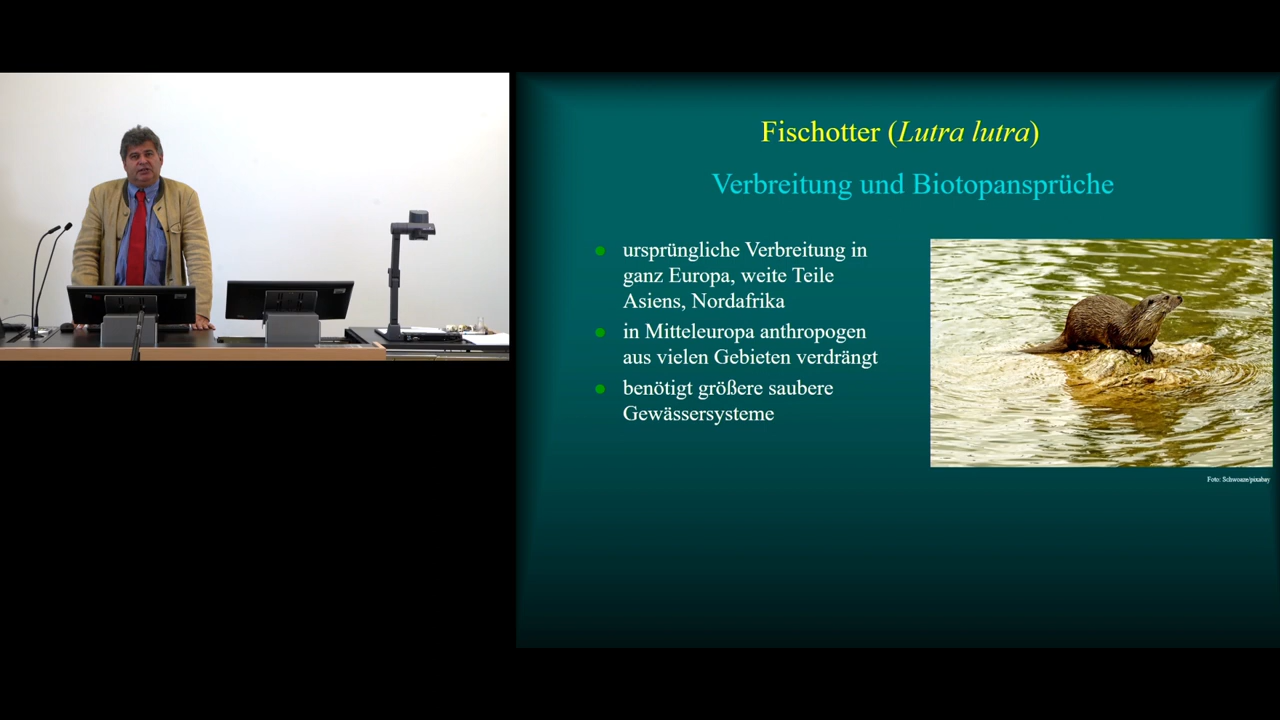 Fischotter (Lutra lutra)
Verbreitung und Biotopansprüche
ursprüngliche Verbreitung in
ganz Europa, weite Teile
Asiens, Nordafrika
in Mitteleuropa anthropogen
aus vielen Gebieten verdrängt
benötigt größere saubere
Gewässersysteme
Foto: Schwoaze/pixabay